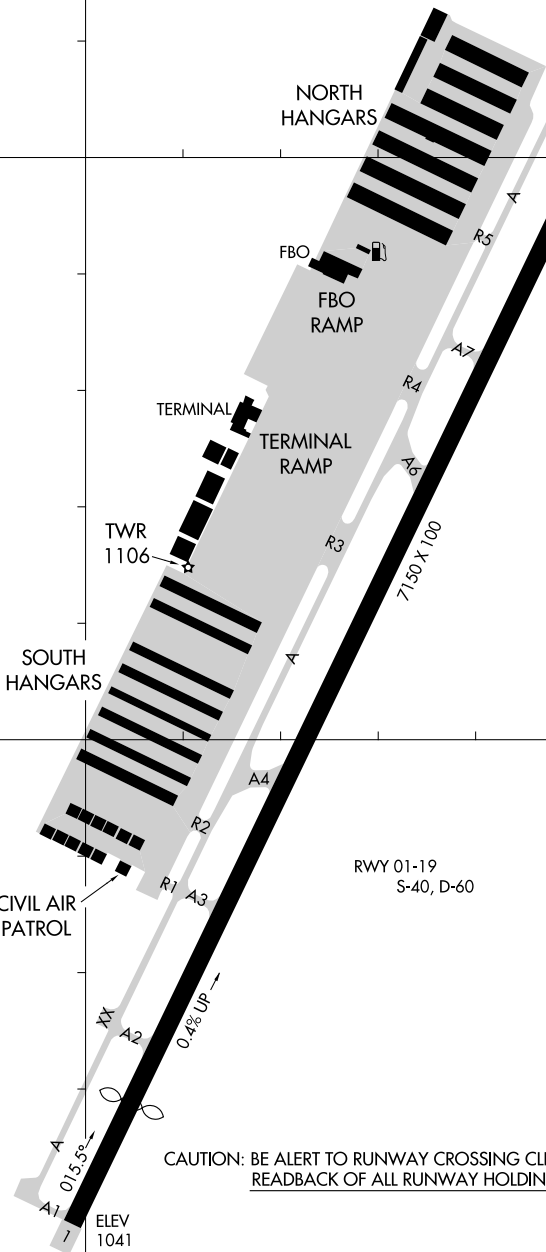 NORTH
HANGARS
A
R5
FBO
FBO
RAMP
A7
R4
TERMINAL
TERMINAL
RAMP
A6
TWR
1106
R3
7150 X 100
SOUTH
HANGARS
A
A4
R2
RWY 01-19
S-40, D-60
R1
A3
CIVIL AIR
PATROL
0.4% UP
XX
A2
A
015.5°
CAUTION: BE ALERT TO RUNWAY CROSSING CLE
READBACK OF ALL RUNWAY HOLDIN
A1
1
ELEV
1041